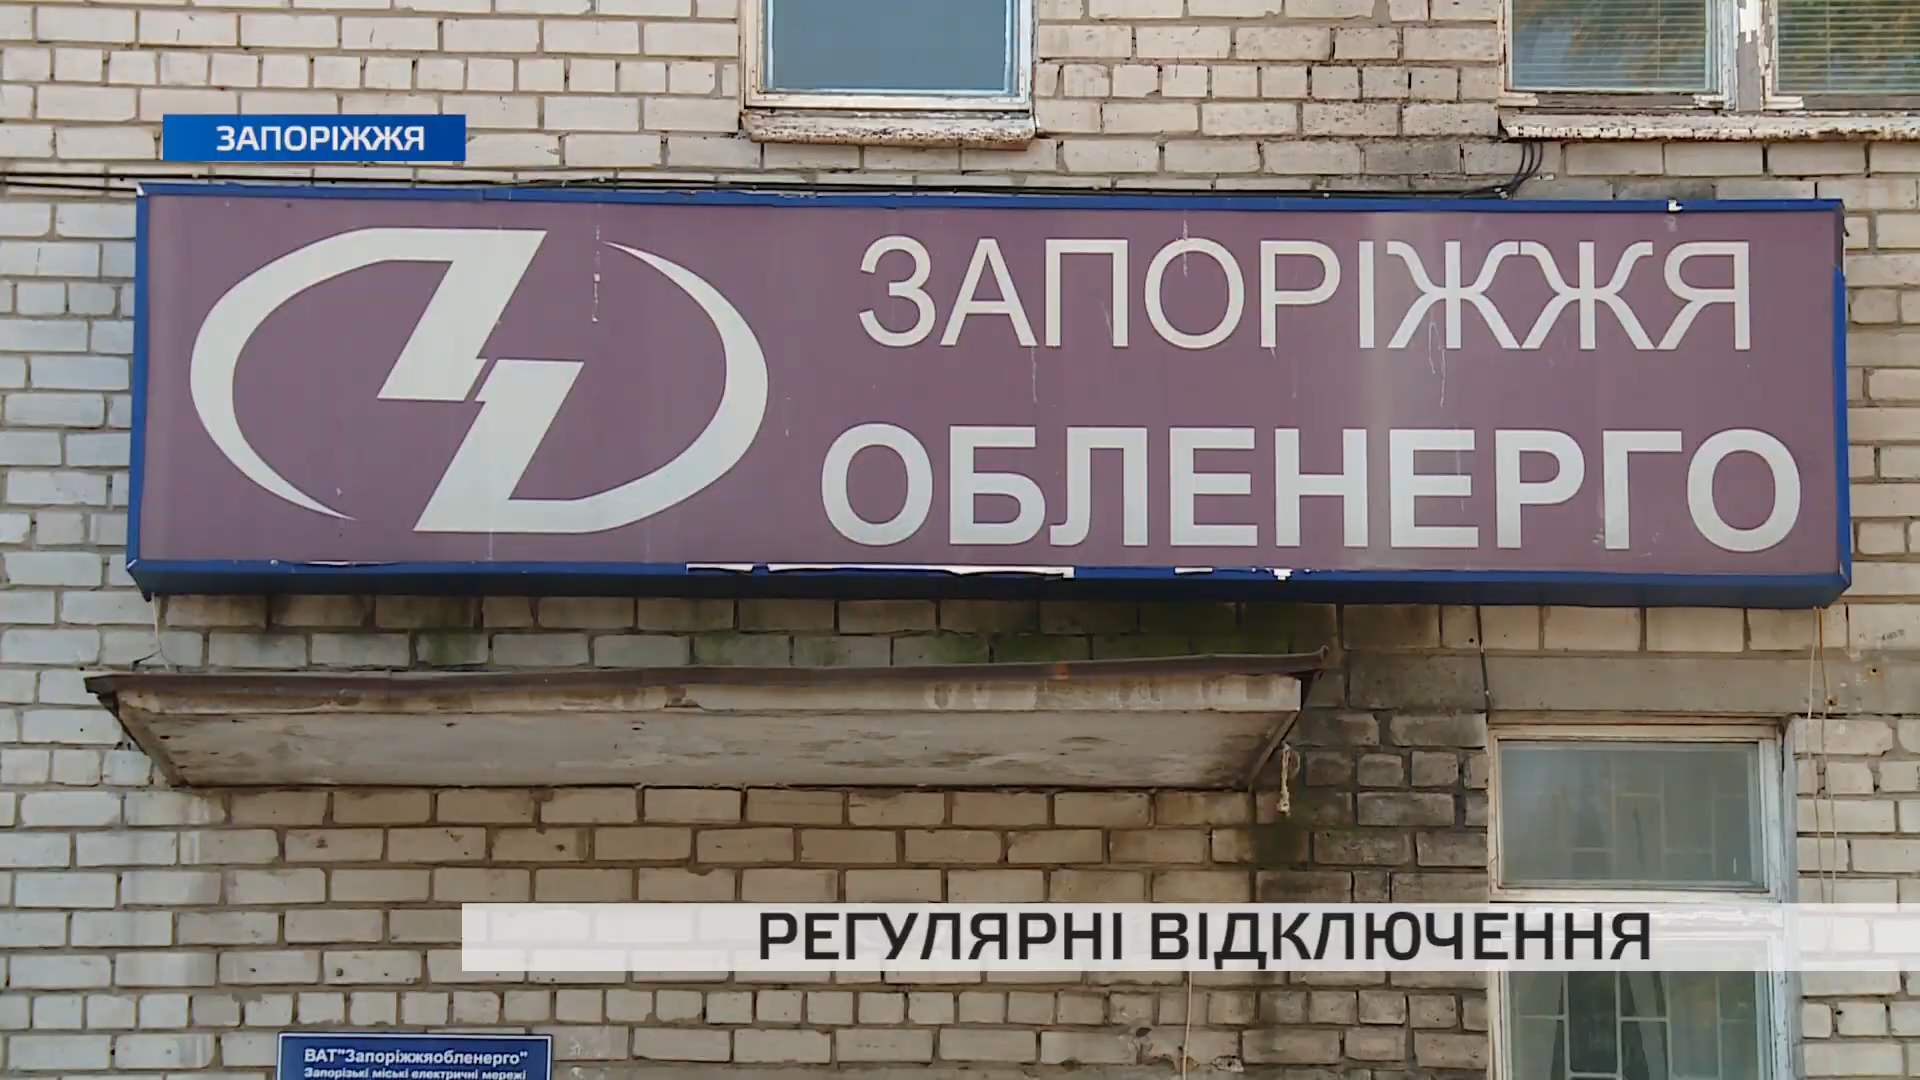 ЗАПОРІЖЖЯ
ЗАПОРІЖЖЯ
ОБЛЕНЕРГО
РЕГУЛЯРНІ ВІДКЛЮЧЕННЯ
ВАТ"Запоріжжяобленерго"
Запорізькі міські електричні мережі